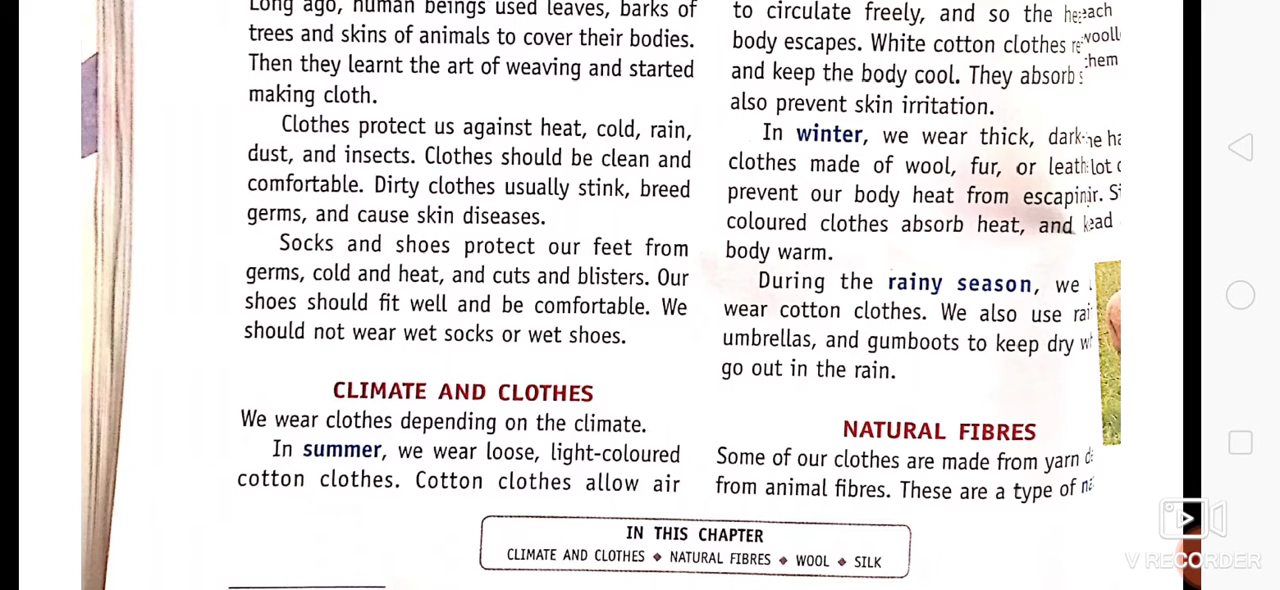 Long ago, human beings used leaves, barks of
trees and skins of animals to cover their bodies.
Then they learnt the art of weaving and started
making cloth.
Clothes protect us against heat, cold, rain,
dust, and insects. Clothes should be clean and
comfortable. Dirty clothes usually stink, breed
germs, and cause skin diseases.
Socks and shoes protect our feet from
germs, cold and heat, and cuts and blisters. Our
shoes should fit well and be comfortable. We
should not wear wet socks or wet shoes.
CLIMATE AND CLOTHES
We wear clothes depending on the climate.
In summer, we wear loose, light-coloured
cotton clothes. Cotton clothes allow air
to circulate freely, and so the
body escapes. White cotton clothes
and keep the body cool. They absorb
also prevent skin irritation.
In winter, we wear thick, dark-
clothes made of wool, fur, or
prevent our body heat from
coloured clothes absorb heat, and
body warm.
During the rainy season, we
wear cotton clothes. We also use
umbrellas, and gumboots to keep dry
go out in the rain.
NATURAL FIBRES
Some of our clothes are made from yarn
from animal fibres. These are a type of
each
them
lot
IN THIS CHAPTER
CLIMATE AND CLOTHES ◆ NATURAL FIBRES ◆ WOOL ◆ SILK
V RECORDER